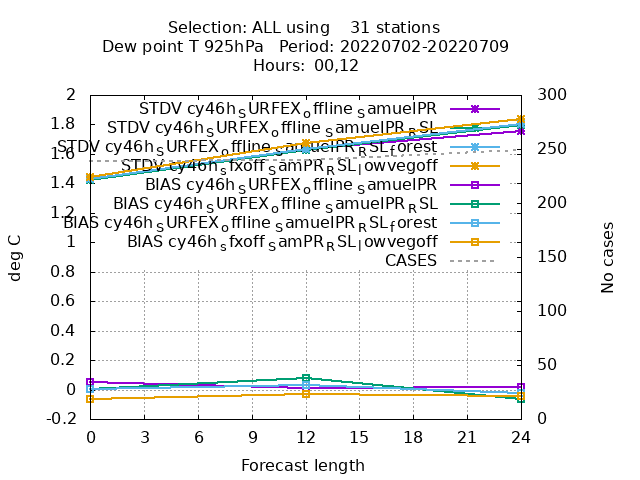 Selection: ALL using    31 stations
Dew point T 925hPa   Period: 20220702-20220709
Hours:  00,12
2
1.8
1.6
1.4
1.2
1
0.8
0.6
0.4
0.2
0
-0.2
deg C
300
250
200
150
100
50
0
No cases
STDV cy46h_SURFEX_offline_SamuelPR
STDV cy46h_SURFEX_offline_SamuelPR_RSL
STDV cy46h_SURFEX_offline_SamuelPR_RSL_forest
STDV cy46h_sfxoff_SamPR_RSL_lowvegoff
BIAS cy46h_SURFEX_offline_SamuelPR
BIAS cy46h_SURFEX_offline_SamuelPR_RSL
BIAS cy46h_SURFEX_offline_SamuelPR_RSL_forest
BIAS cy46h_sfxoff_SamPR_RSL_lowvegoff
CASES
0 3 6 9 12 15 18 21 24
Forecast length